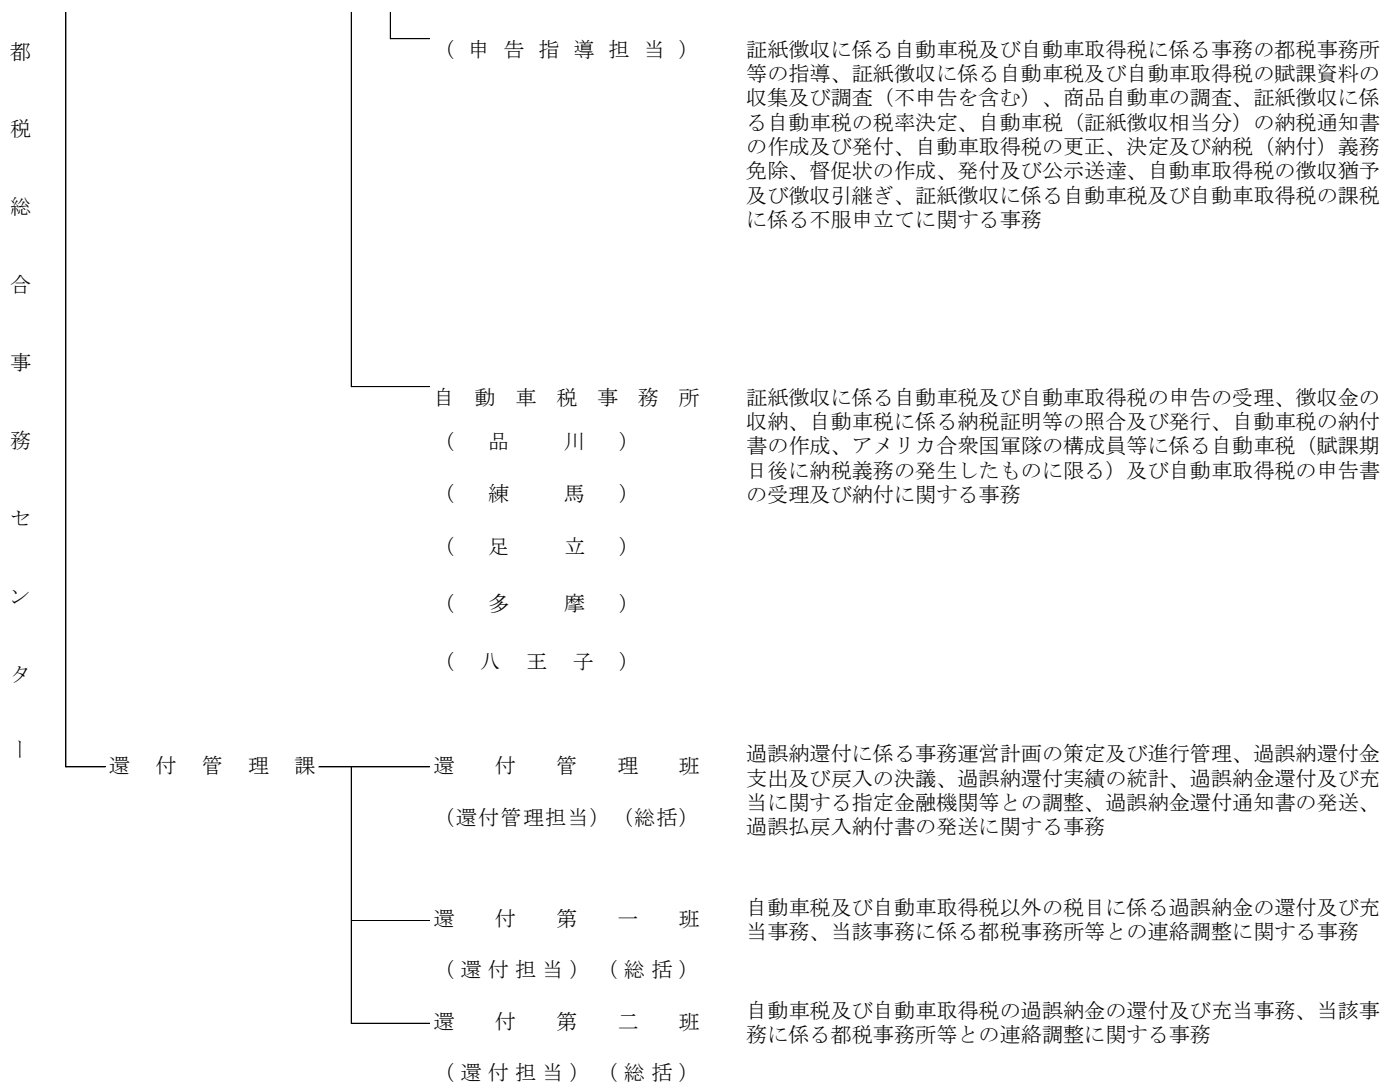 都税総合事務センター
（申告指導担当）
証紙徴収に係る自動車税及び自動車取得税に係る事務の都税事務所
等の指導、証紙徴収に係る自動車税及び自動車取得税の賦課資料の
収集及び調査（不申告を含む）、商品自動車の調査、証紙徴収に係
る自動車税の税率決定、自動車税（証紙徴収相当分）の納税通知書
の作成及び発付、自動車取得税の更正、決定及び納税（納付）義務
免除、督促状の作成、発付及び公示送達、自動車取得税の徴収猶予
及び徴収引継ぎ、証紙徴収に係る自動車税及び自動車取得税の課税
に係る不服申立てに関する事務
自動車税事務所
（品川）
（練馬）
（足立）
（多摩）
（八王子）
証紙徴収に係る自動車税及び自動車取得税の申告の受理、徴収金の
収納、自動車税に係る納税証明等の照合及び発行、自動車税の納付
書の作成、アメリカ合衆国軍隊の構成員等に係る自動車税（賦課期
日後に納税義務の発生したものに限る）及び自動車取得税の申告書
の受理及び納付に関する事務
還付管理課
還付管理班
（還付管理担当）（総括）
過誤納還付に係る事務運営計画の策定及び進行管理、過誤納還付金
支出及び戻入の決議、過誤納還付実績の統計、過誤納金還付及び充
当に関する指定金融機関等との調整、過誤納金還付通知書の発送、
過誤払戻入納付書の発送に関する事務
還付第一班
（還付担当）（総括）
自動車税及び自動車取得税以外の税目に係る過誤納金の還付及び充
当事務、当該事務に係る都税事務所等との連絡調整に関する事務
還付第二班
（還付担当）（総括）
自動車税及び自動車取得税の過誤納金の還付及び充当事務、当該事
務に係る都税事務所等との連絡調整に関する事務